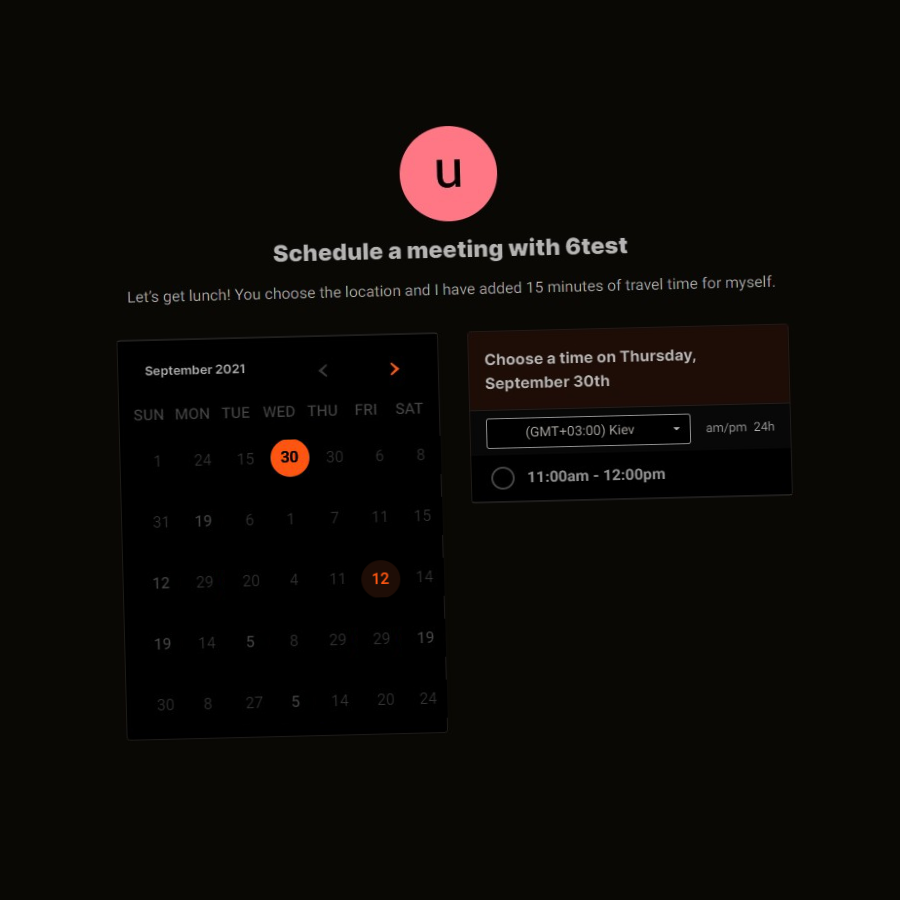 u
Schedule a meeting with 6test
Let's get lunch! You choose the location and I have added 15 minutes of travel time for myself.
September 2021
SUN MON TUE WED THU FRI SAT
1 24 15 30 30 6 8
31 19 6 1 7 11 15
12 29 20 4 11 12 14
19 14 5 8 29 29 19
30 8 27 5 14 20 24
Choose a time on Thursday,
September 30th
(GMT+03:00) Kiev am/pm 24h
11:00am - 12:00pm